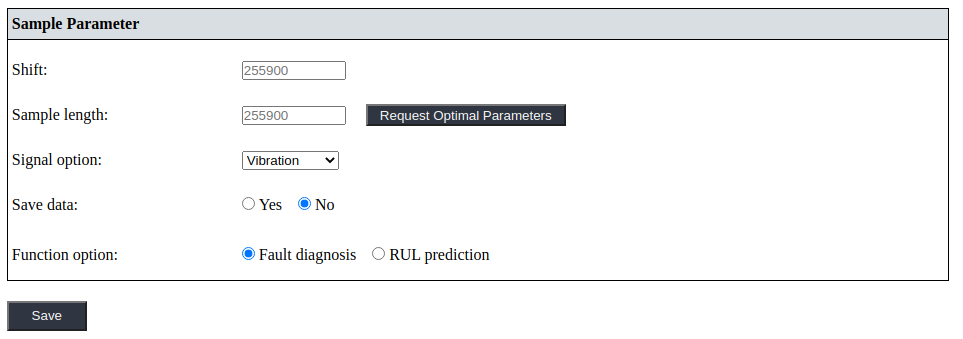 Sample Parameter
Shift: 255900
Sample length: 255900 Request Optimal Parameters
Signal option: Vibration
Save data: Yes No
Function option: Fault diagnosis RUL prediction
Save